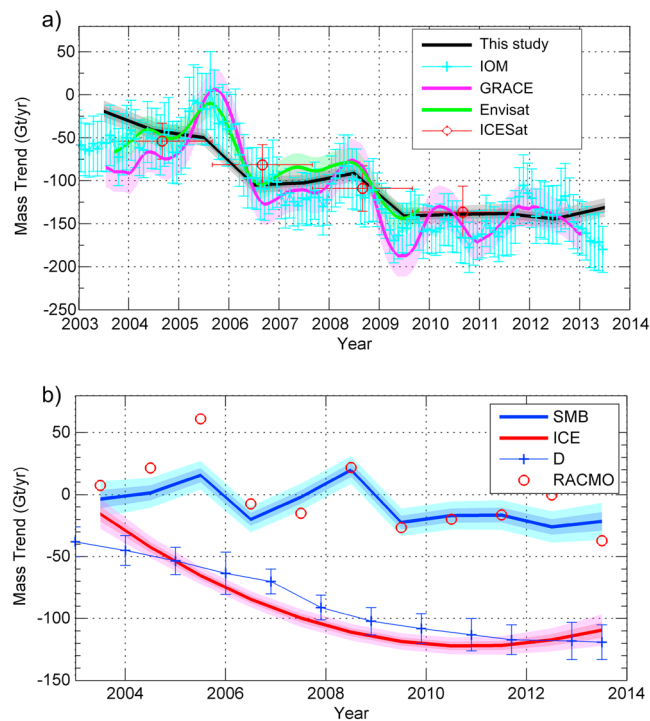 a)
Mass Trend (Gt/yr)
50
0
-50
-100
-150
-200
-250
This study
IOM
GRACE
Envisat
ICESat
2003 2004 2005 2006 2007 2008 2009 2010 2011 2012 2013 2014
Year
b)
Mass Trend (Gt/yr)
50
0
-50
-100
-150
SMB
ICE
D
RACMO
2004 2006 2008 2010 2012 2014
Year